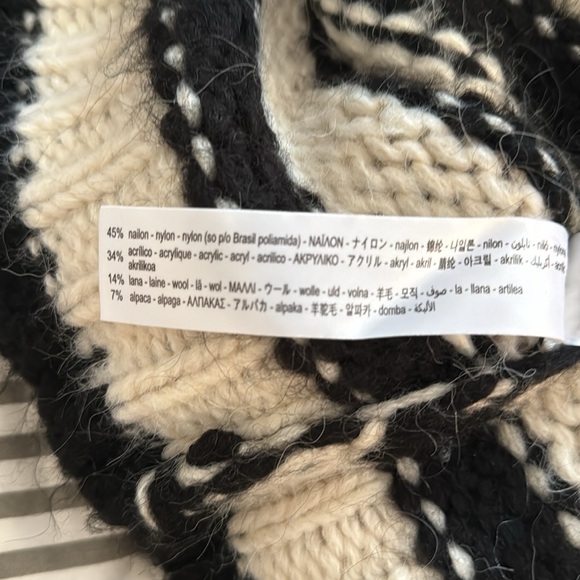 45% nailon - nylon - nylon (so p/o Brasil poliamida) - ΝΑΪΛΟΝ - ナイロン - najlon - 锦纶 - 나일론 - nilon - نايلون -
34% acrílico - acrylique - acrylic - acryl - acrilico - ΑΚΡΥΛΙΚΟ - アクリル - akryl - akril - 腈纶 - 아크릴 - akrilik -
akrilikoa
14% lana - laine - wool - lã - wol - ΜΑΛΛΙ - ウール - wolle - uld - volna - 羊毛 - 모직 - صوف - la - llana - artilea
7% alpaca - alpaga - ΑΛΠΑΚΑΣ - アルパカ - alpaka - 羊驼毛 - 알파카 - domba - الألبكة